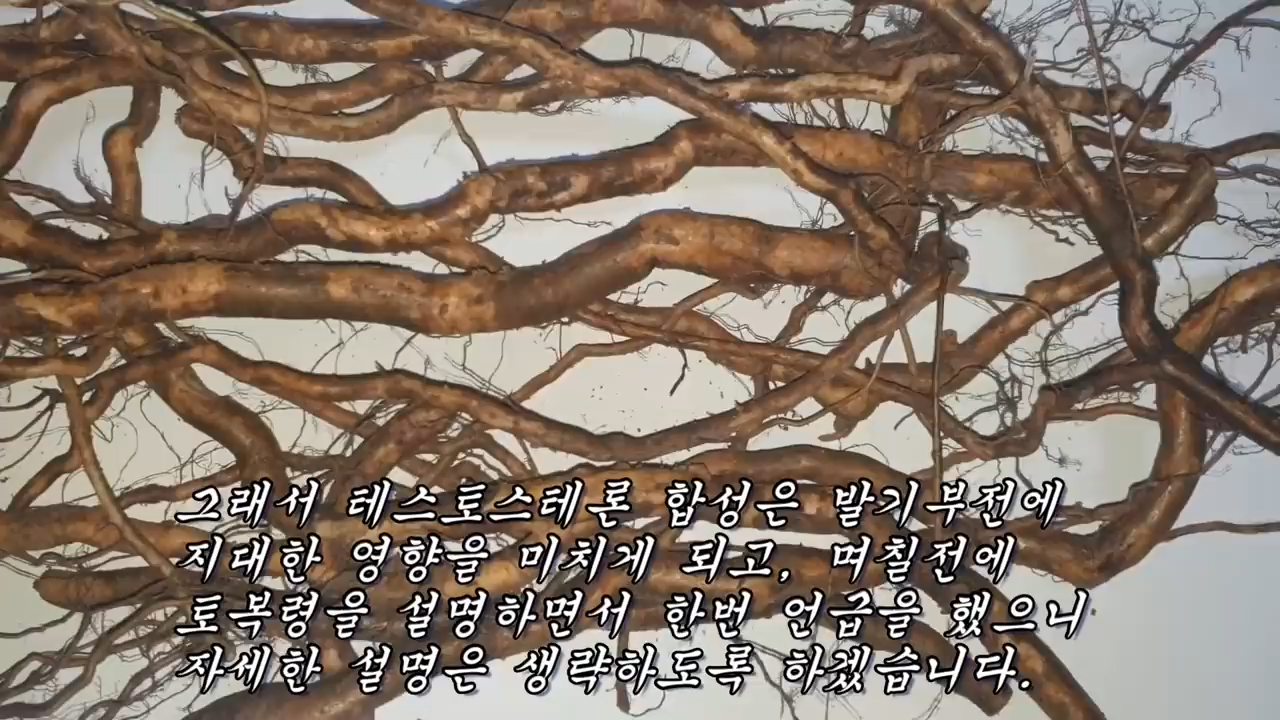 그래서 테스토스테론 합성은 발기부전에
지대한 영향을 미치게 되고, 며칠전에
토복령을 설명하면서 한번 언급을 했으니
자세한 설명은 생략하도록 하겠습니다.